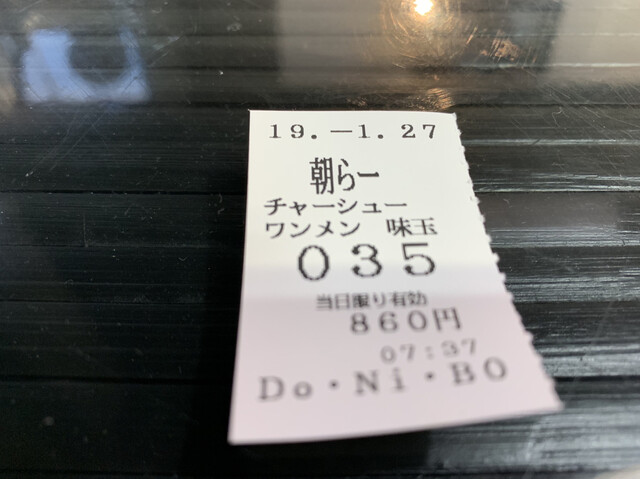 19.-1.27
朝らー
チャーシュー
ワンメン 味玉
035
当日限り有効
860円
07:37
Do・Ni・BO